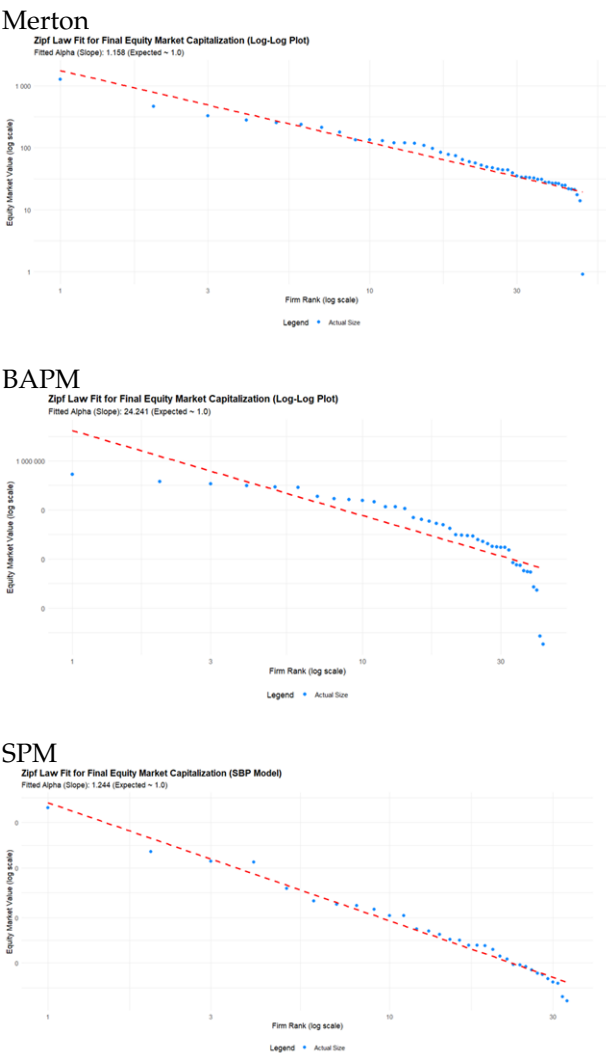 Merton
Zipf Law Fit for Final Equity Market Capitalization (Log-Log Plot)
Fitted Alpha (Slope): 1.158 (Expected ~ 1.0)
Equity Market Value (log scale)
1 000
100
10
1
1 3 10 30
Firm Rank (log scale)
Legend Actual Size
BAPM
Zipf Law Fit for Final Equity Market Capitalization (Log-Log Plot)
Fitted Alpha (Slope): 24.241 (Expected ~ 1.0)
Equity Market Value (log scale)
1 000 000
0
0
0
1 3 10 30
Firm Rank (log scale)
Legend Actual Size
SPM
Zipf Law Fit for Final Equity Market Capitalization (SBP Model)
Fitted Alpha (Slope): 1.244 (Expected ~ 1.0)
Equity Market Value (log scale)
0
0
0
0
1 3 10 30
Firm Rank (log scale)
Legend Actual Size